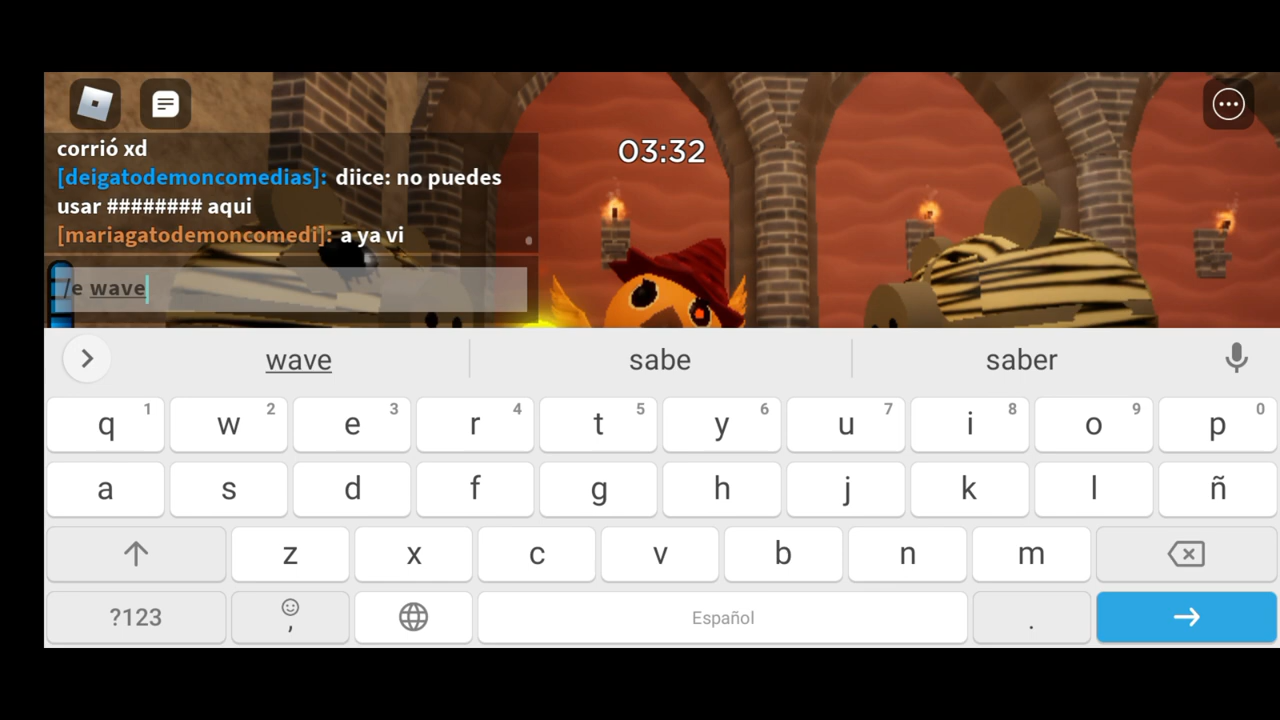 corrió xd
03:32
[deigatodemoncomedias]: diice: no puedes
usar ######## aqui
[mariagatodemoncomedi]: a ya vi
/e wave
wave sabe saber
q 1 w 2 e 3 r 4 t 5 y 6 u 7 i 8 o 9 p 0
a s d f g h j k l ñ
z x c v b n m
?123 , Español .